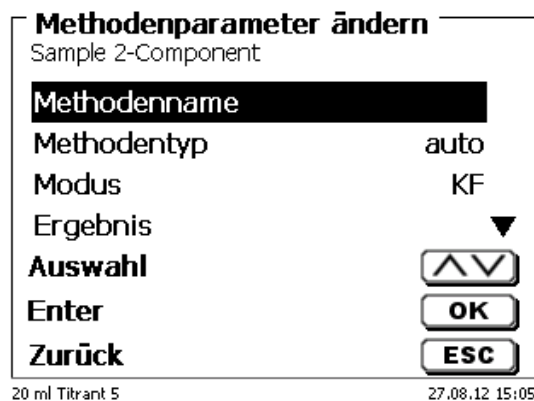 Methodenparameter ändern
Sample 2-Component
Methodenname
Methodentyp auto
Modus KF
Ergebnis
Auswahl
Enter OK
Zurück ESC
20 ml Titrant 5 27.08.12 15:05